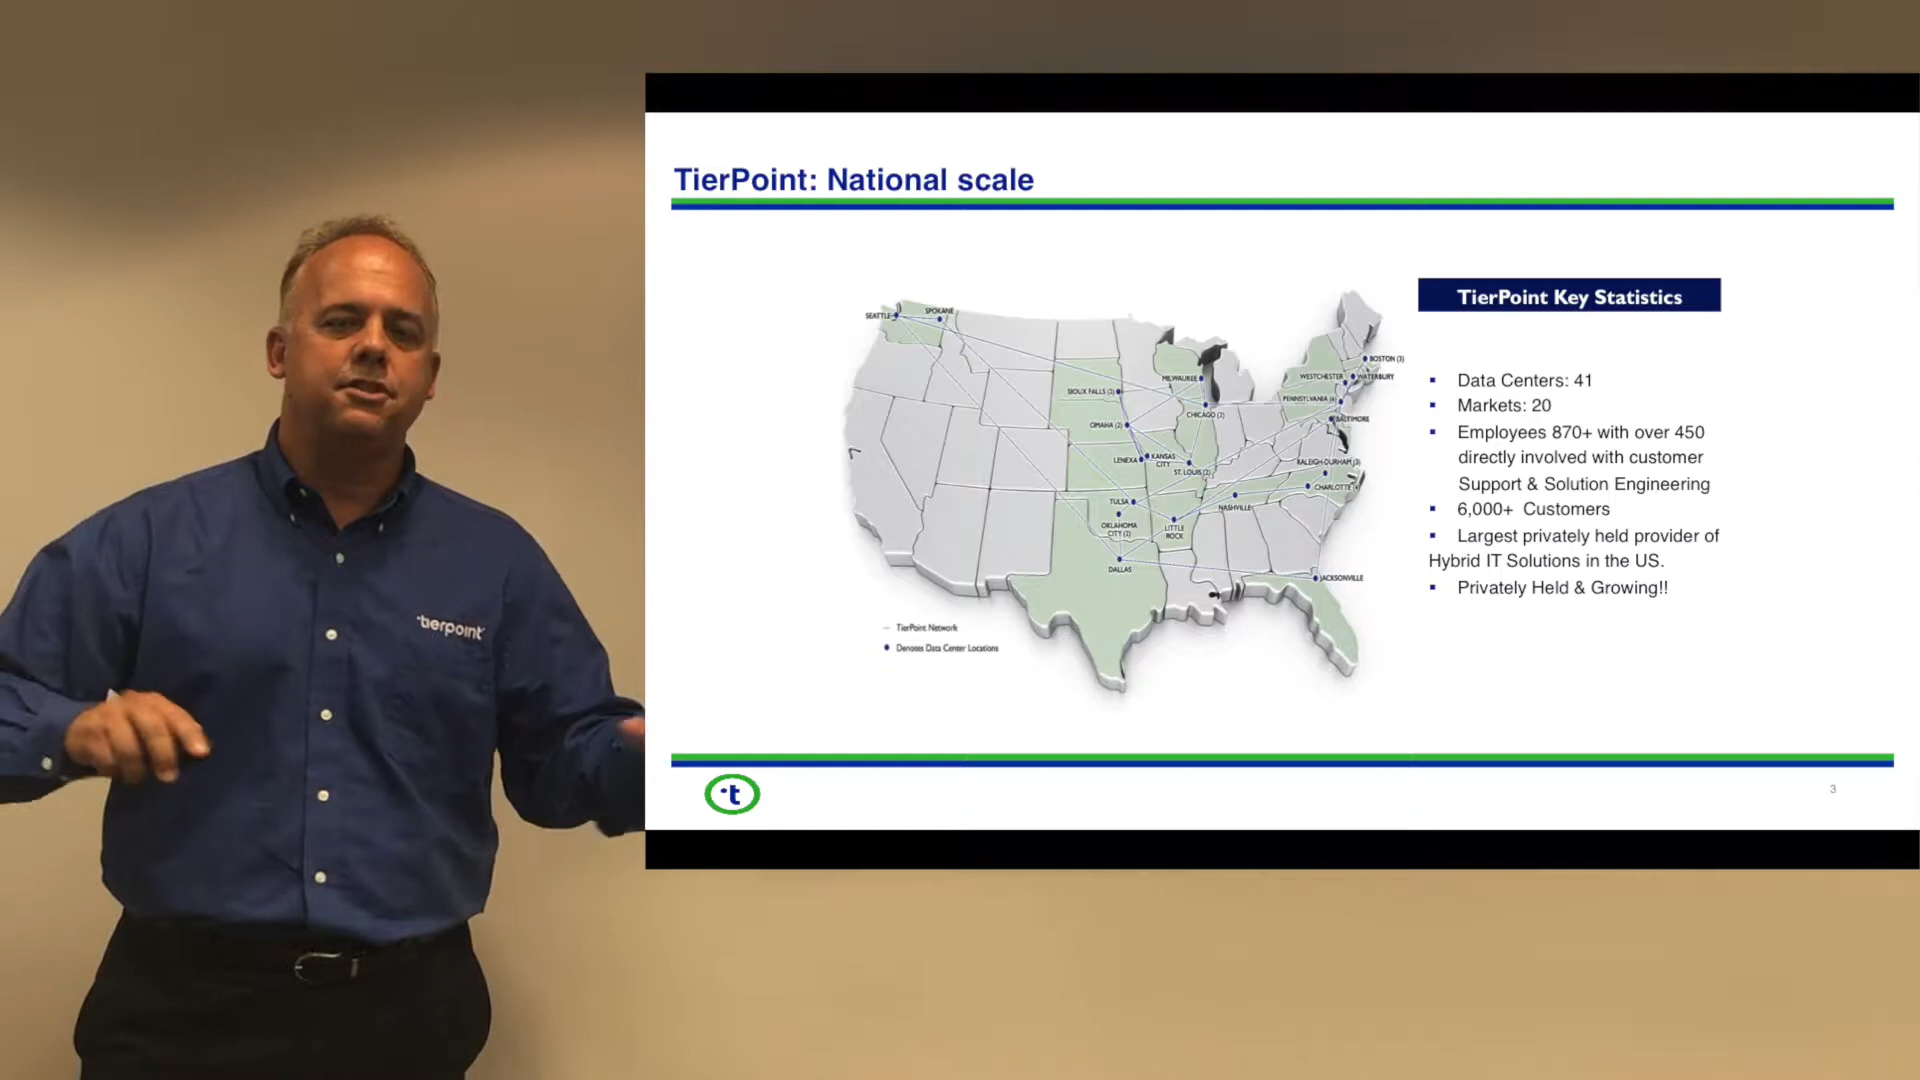 TierPoint: National scale
TierPoint Key Statistics
SEATTLE
SPOKANE
BOSTON (3)
WESTCHESTER
WATERBURY
MILWAUKEE
SIOUX FALLS (2)
PENNSYLVANIA (6)
CHICAGO (2)
BALTIMORE
OMAHA (2)
LENEXA
KANSAS
CITY
ST. LOUIS (2)
RALEIGH-DURHAM (3)
CHARLOTTE
TULSA
NASHVILLE
OKLAHOMA
CITY (2)
LITTLE
ROCK
DALLAS
JACKSONVILLE
TierPoint Network
Denotes Data Center Locations
▪ Data Centers: 41
▪ Markets: 20
▪ Employees 870+ with over 450
directly involved with customer
Support & Solution Engineering
▪ 6,000+ Customers
▪ Largest privately held provider of
Hybrid IT Solutions in the US.
▪ Privately Held & Growing!!
tierpoint
t
3